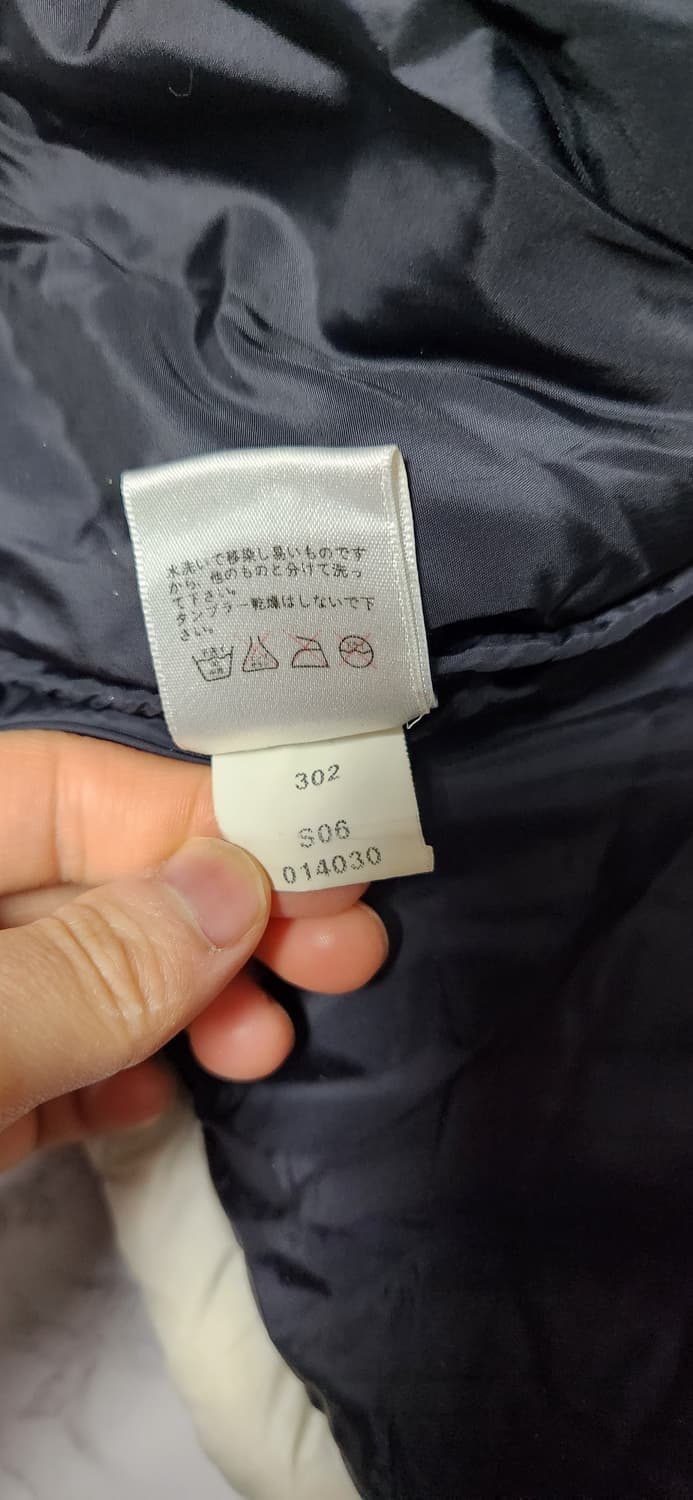 水洗いで移染し易いものです
から、他のものと分けて洗っ
て下さい。
タンブラー乾燥はしないで下
さい。
302
S06
014030